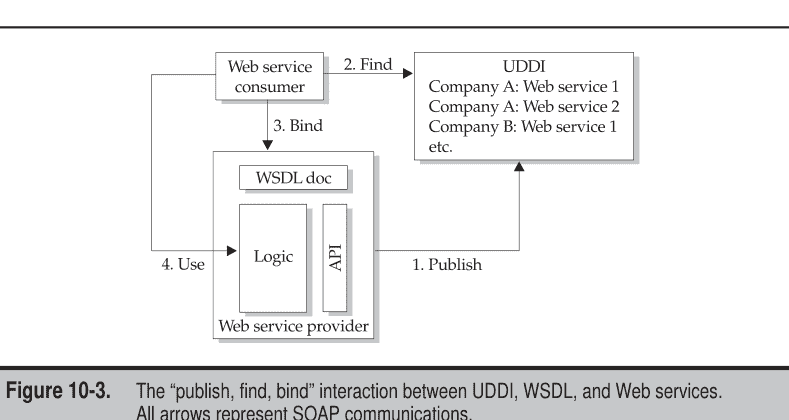 Web service
consumer
2. Find
UDDI
Company A: Web service 1
Company A: Web service 2
Company B: Web service 1
etc.
3. Bind
WSDL doc
Logic
API
4. Use
1. Publish
Web service provider
Figure 10-3. The “publish, find, bind” interaction between UDDI, WSDL, and Web services.
All arrows represent SOAP communications.